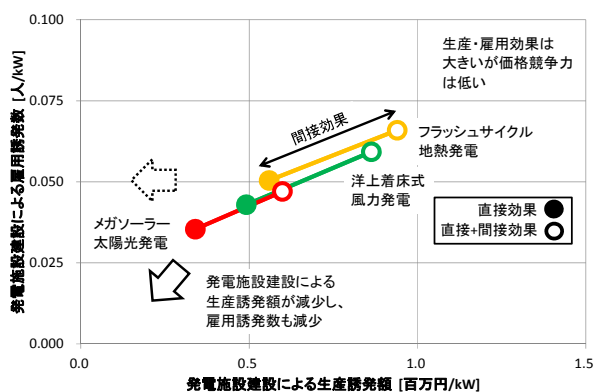 発電施設建設による雇用誘発数 [人/kW]
0.100
0.075
0.050
0.025
0.000
生産・雇用効果は
大きいが価格競争力
は低い
間接効果
フラッシュサイクル
地熱発電
洋上着床式
風力発電
メガソーラー
太陽光発電
直接効果
直接+間接効果
発電施設建設による
生産誘発額が減少し、
雇用誘発数も減少
0.0
0.5
1.0
1.5
発電施設建設による生産誘発額 [百万円/kW]